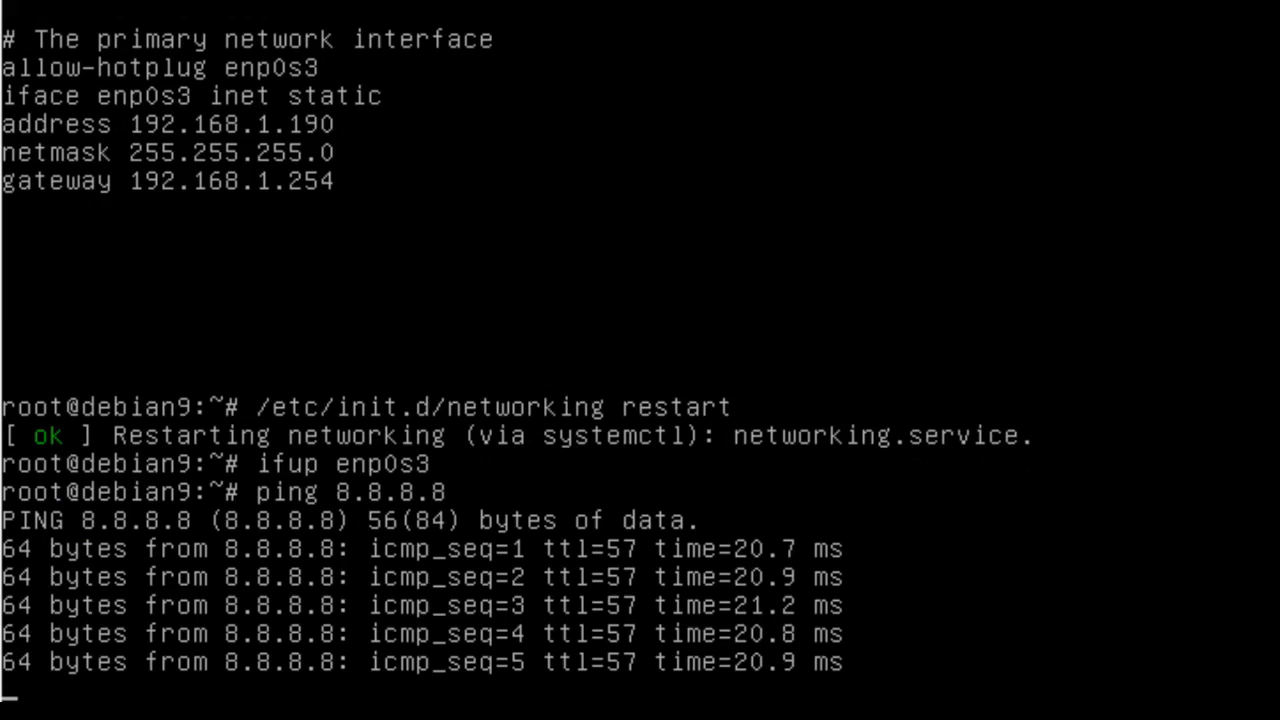 # The primary network interface
allow-hotplug enp0s3
iface enp0s3 inet static
address 192.168.1.190
netmask 255.255.255.0
gateway 192.168.1.254
root@debian9:~# /etc/init.d/networking restart
[ ok ] Restarting networking (via systemctl): networking.service.
root@debian9:~# ifup enp0s3
root@debian9:~# ping 8.8.8.8
PING 8.8.8.8 (8.8.8.8) 56(84) bytes of data.
64 bytes from 8.8.8.8: icmp_seq=1 ttl=57 time=20.7 ms
64 bytes from 8.8.8.8: icmp_seq=2 ttl=57 time=20.9 ms
64 bytes from 8.8.8.8: icmp_seq=3 ttl=57 time=21.2 ms
64 bytes from 8.8.8.8: icmp_seq=4 ttl=57 time=20.8 ms
64 bytes from 8.8.8.8: icmp_seq=5 ttl=57 time=20.9 ms